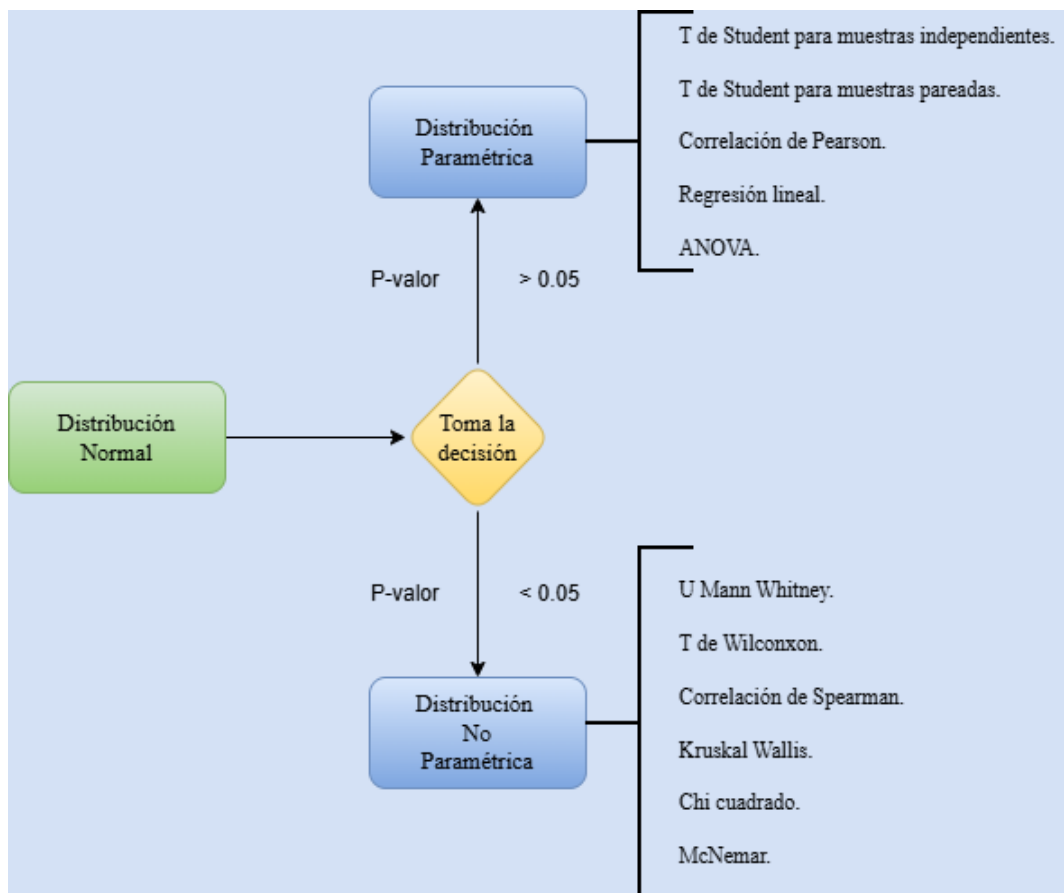 T de Student para muestras independientes.
T de Student para muestras pareadas.
Distribución
Paramétrica
Correlación de Pearson.
Regresión lineal.
ANOVA.
P-valor > 0.05
Distribución
Normal
Toma la
decisión
P-valor < 0.05
U Mann Whitney.
T de Wilconxon.
Distribución
No
Paramétrica
Correlación de Spearman.
Kruskal Wallis.
Chi cuadrado.
McNemar.